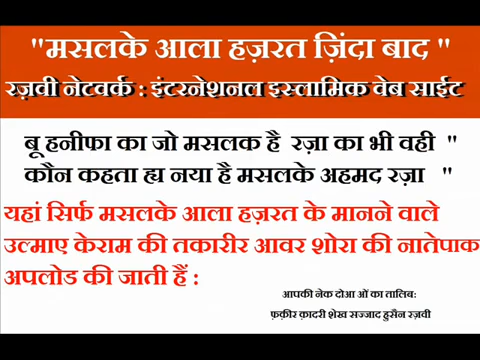 "मसलके आला हज़रत ज़िंदा बाद "
रज़वी नेटवर्क : इंटरनेशनल इस्लामिक वेब साईट
बू हनीफा का जो मसलक है रज़ा का भी वही "
कौन कहता ह्य नया है मसलके अहमद रज़ा "
यहां सिर्फ मसलके आला हज़रत के मानने वाले
उल्माए केराम की तकारीर आवर शोरा की नातेपाक
अपलोड की जाती हैं :
आपकी नेक दोआ ओं का तालिब:
फ़क़ीर क़ादरी शेख सज्जाद हुसैन रज़वी